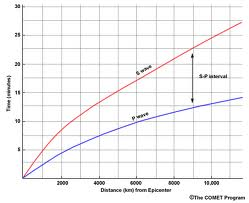 30
25
20
15
10
5
0
Time (minutes)
S wave
S-P interval
P wave
2000
4000
6000
8000
10,000
Distance (km) from Epicenter
©The COMET Program